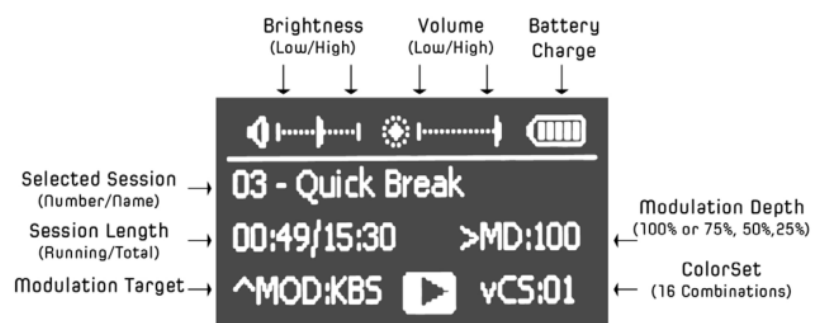 Brightness Volume Battery
(Low/High) (Low/High) Charge
03 - Quick Break
Selected Session
(Number/Name)
00:49/15:30 >MD:100
Session Length
(Running/Total)
Modulation Depth
(100% or 75%, 50%,25%)
Modulation Target
^MOD:KBS vCS:01
ColorSet
(16 Combinations)